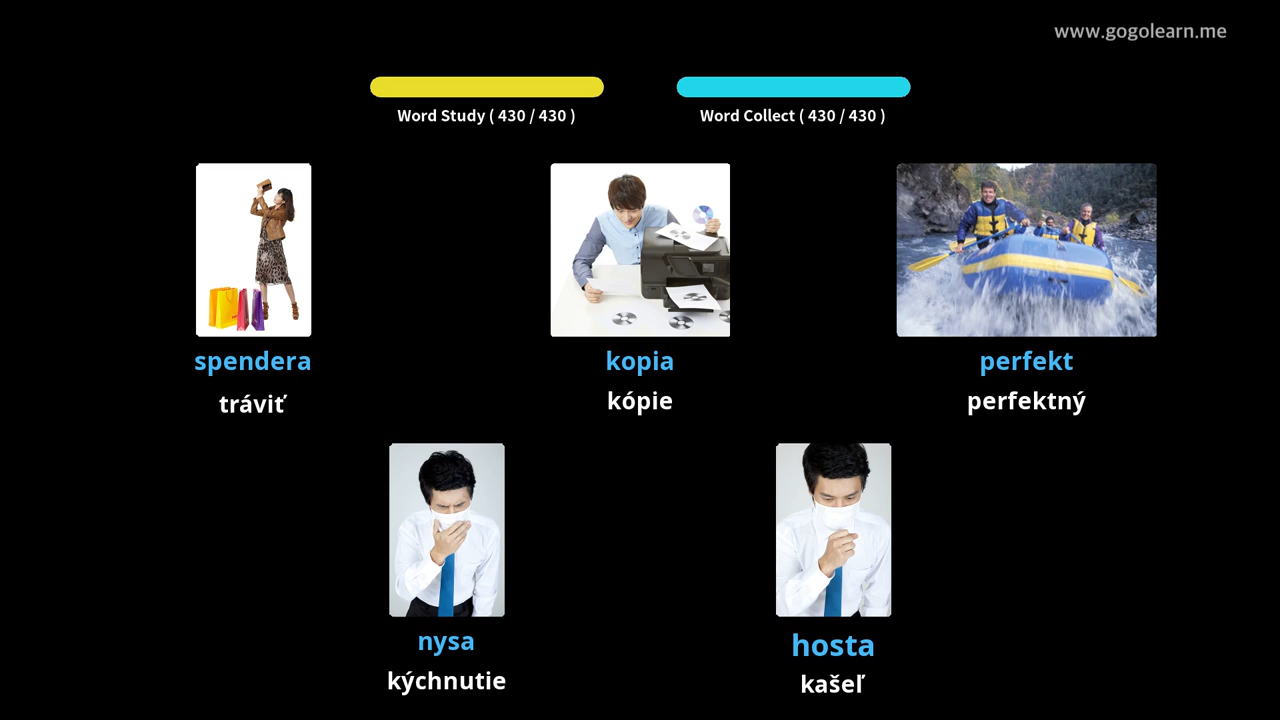 www.gogolearn.me
Word Study ( 430 / 430 )
Word Collect ( 430 / 430 )
spendera
kopia
perfekt
tráviť
kópie
perfektný
nysa
hosta
kýchnutie
kašeľ